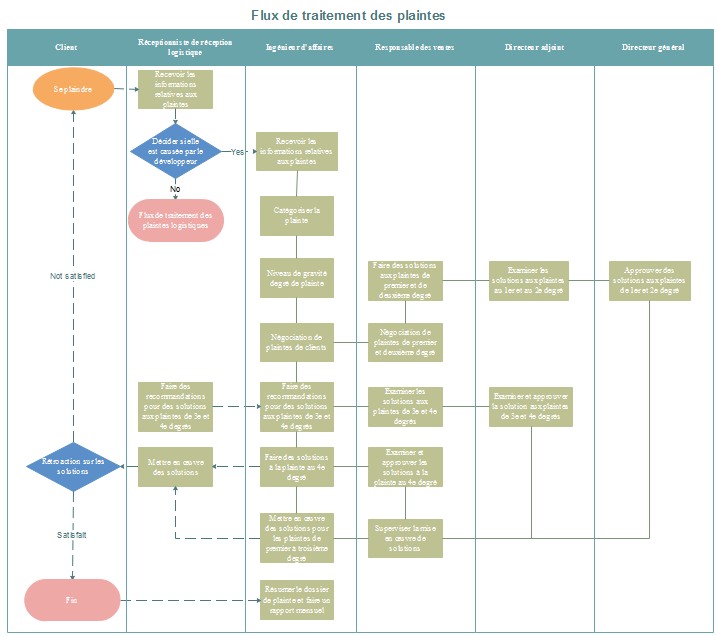 Flux de traitement des plaintes
Client
Réceptionniste de réception
logistique
Ingénieur d'affaires
Responsable des ventes
Directeur adjoint
Directeur général
Se plaindre
Recevoir les
informations
relatives aux
plaintes
Décider si elle
est causée par le
développeur
Yes
Recevoir les
informations relatives
aux plaintes
No
Flux de traitement des
plaintes logistiques
Catégoriser la
plainte
Not satisfied
Niveau de gravité
degré de plainte
Faire des solutions
aux plaintes de
premier et de
deuxième degré
Examiner les
solutions aux plaintes
au 1er et au 2e degré
Approuver des
solutions aux plaintes
de 1er et 2e degré
Négociation de
plaintes de clients
Négociation de
plaintes de premier
et deuxième degré
Faire des
recommandations
pour des solutions
aux plaintes de 3e et
4e degrés
Faire des
recommandations
pour des solutions
aux plaintes de 3e et
4e degrés
Examiner les
solutions aux
plaintes de 3e et 4e
degrés
Examiner et approuver
la solution aux plaintes
de 3e et 4e degrés
Rétroaction sur les
solutions
Mettre en œuvre
des solutions
Faire des solutions
à la plainte au 4e
degré
Examiner et
approuver les
solutions à la
plainte au 4e degré
Satisfait
Mettre en œuvre
des solutions pour
les plaintes de
premier à troisième
degré
Superviser la mise
en œuvre de
solutions
Fin
Résumer le dossier
de plainte et faire un
rapport mensuel